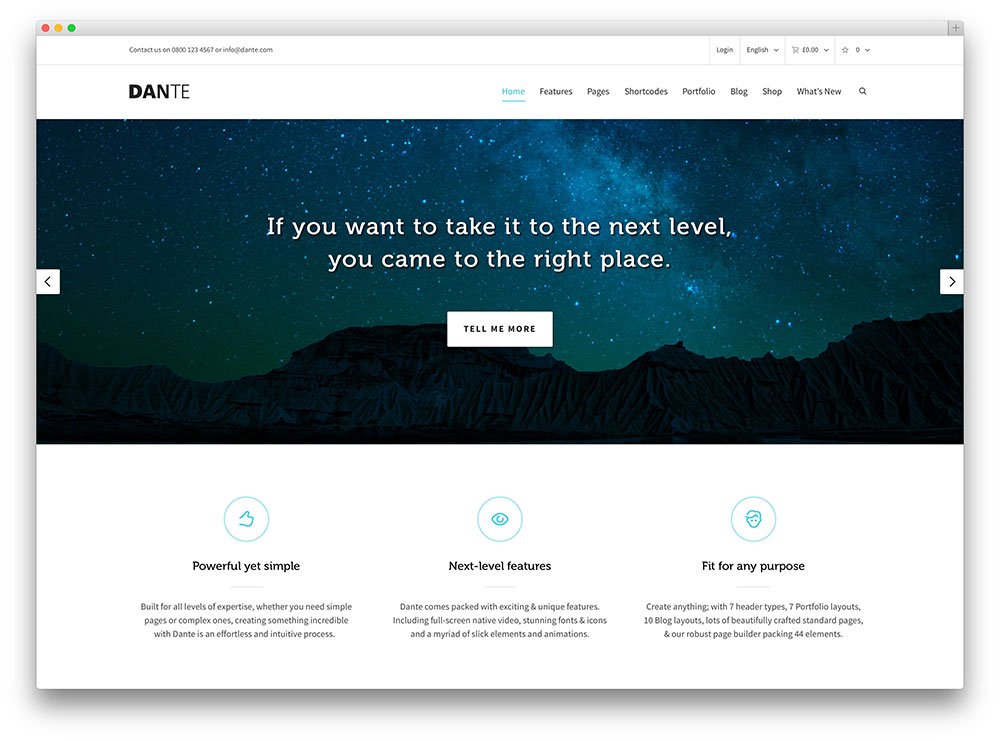 Contact us on 0800 123 4567 or info@dante.com
Login
English
£0.00
0
DANTE
Home
Features
Pages
Shortcodes
Portfolio
Blog
Shop
What's New
If you want to take it to the next level,
you came to the right place.
TELL ME MORE
Powerful yet simple
Built for all levels of expertise, whether you need simple
pages or complex ones, creating something incredible
with Dante is an effortless and intuitive process.
Next-level features
Dante comes packed with exciting & unique features.
Including full-screen native video, stunning fonts & icons
and a myriad of slick elements and animations.
Fit for any purpose
Create anything; with 7 header types, 7 Portfolio layouts,
10 Blog layouts, lots of beautifully crafted standard pages,
& our robust page builder packing 44 elements.